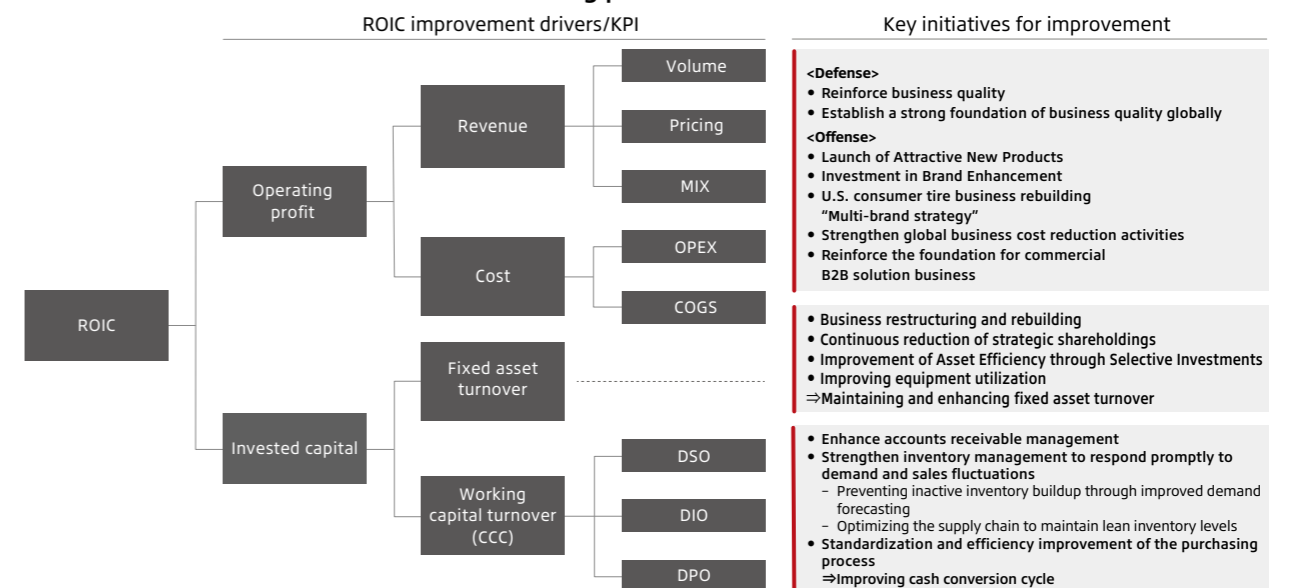 ROIC improvement drivers/KPI
Key initiatives for improvement
ROIC
Operating
profit
Invested capital
Revenue
Cost
Fixed asset
turnover
Working
capital turnover
(CCC)
Volume
Pricing
MIX
OPEX
COGS
DSO
DIO
DPO
<Defense>
• Reinforce business quality
• Establish a strong foundation of business quality globally
<Offense>
• Launch of Attractive New Products
• Investment in Brand Enhancement
• U.S. consumer tire business rebuilding
“Multi-brand strategy”
• Strengthen global business cost reduction activities
• Reinforce the foundation for commercial
B2B solution business
• Business restructuring and rebuilding
• Continuous reduction of strategic shareholdings
• Improvement of Asset Efficiency through Selective Investments
• Improving equipment utilization
⇒Maintaining and enhancing fixed asset turnover
• Enhance accounts receivable management
• Strengthen inventory management to respond promptly to
demand and sales fluctuations
– Preventing inactive inventory buildup through improved demand
forecasting
– Optimizing the supply chain to maintain lean inventory levels
• Standardization and efficiency improvement of the purchasing
process
⇒Improving cash conversion cycle